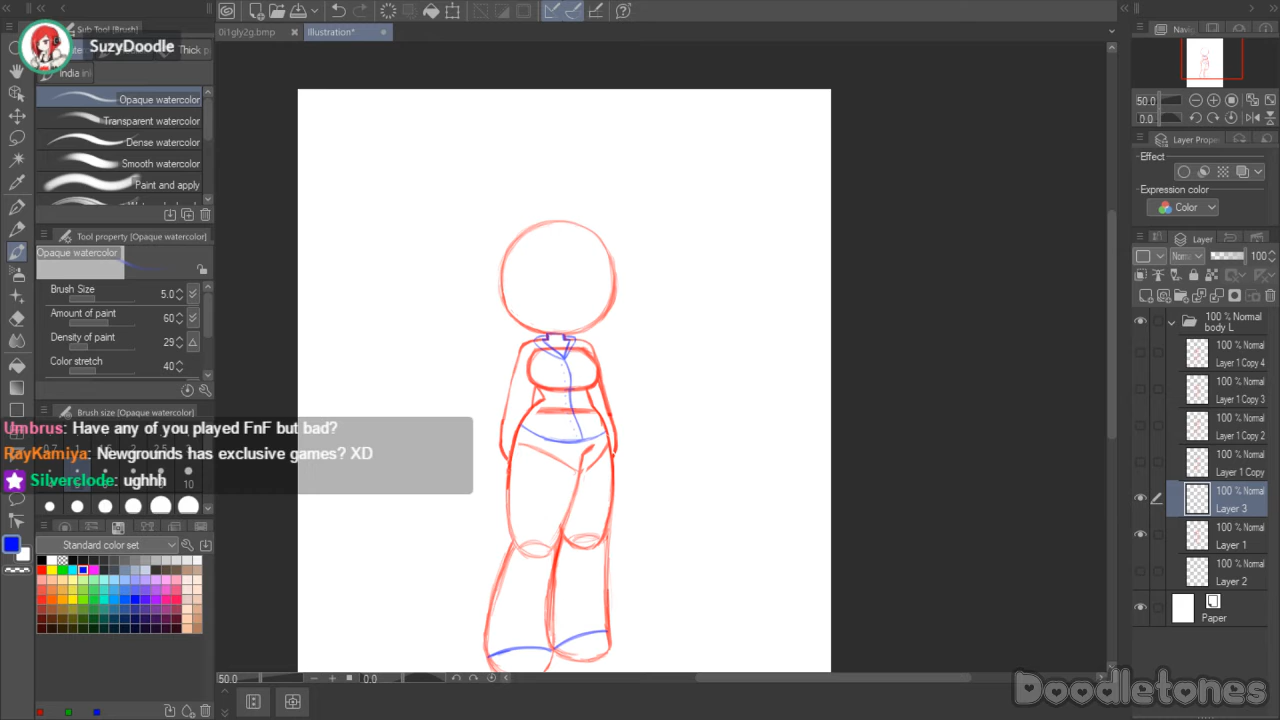 Sub Tool [Brush]
SuzyDoodle
Thick p
India in
Opaque watercolor
Transparent watercolor
Dense watercolor
Smooth watercolor
Paint and apply
Tool property [Opaque watercolor]
Opaque watercolor
Brush Size 5.0
Amount of paint 60
Density of paint 29
Color stretch 40
Brush size [Opaque watercolor]
Umbrus: Have any of you played FnF but bad?
RayKamiya: Newgrounds has exclusive games? XD
Silverclode: ughhh
10
Standard color set
0i1gly2g.bmp
Illustration*
50.0
0.0
Navig
50.0
0.0
Layer Prope
Effect
Expression color
Color
Layer
Norm
100
100 % Normal
body L
100 % Normal
Layer 1 Copy 4
100 % Normal
Layer 1 Copy 3
100 % Normal
Layer 1 Copy 2
100 % Normal
Layer 1 Copy
100 % Normal
Layer 3
100 % Normal
Layer 1
100 % Normal
Layer 2
Paper
Doodletones